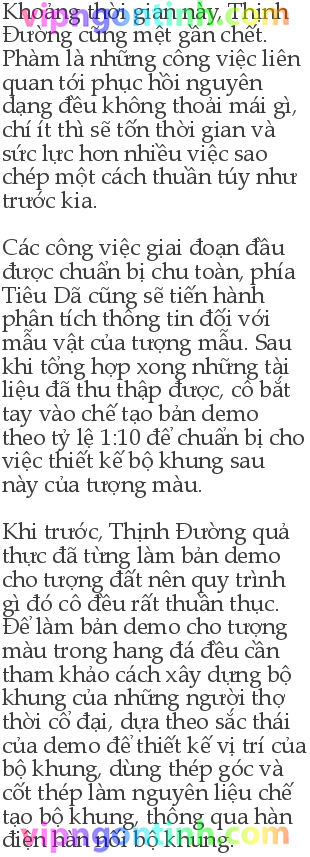 Khoảng thời gian này, Thịnh
Đường cũng mệt gần chết.
Phàm là những công việc liên
quan tới phục hồi nguyên
dạng đều không thoải mái gì,
chí ít thì sẽ tốn thời gian và
sức lực hơn nhiều việc sao
chép một cách thuần túy như
trước kia.
Các công việc giai đoạn đầu
được chuẩn bị chu toàn, phía
Tiêu Dã cũng sẽ tiến hành
phân tích thông tin đối với
mẫu vật của tượng mẫu. Sau
khi tổng hợp xong những tài
liệu đã thu thập được, cô bắt
tay vào chế tạo bản demo
theo tỷ lệ 1:10 để chuẩn bị cho
việc thiết kế bộ khung sau
này của tượng màu.
Khi trước, Thịnh Đường quả
thực đã từng làm bản demo
cho tượng đất nên quy trình
gì đó cô đều rất thuần thục.
Để làm bản demo cho tượng
màu trong hang đá đều cần
tham khảo cách xây dựng bộ
khung của những người thợ
thời cổ đại, dựa theo sắc thái
của demo để thiết kế vị trí của
bộ khung, dùng thép góc và
cốt thép làm nguyên liệu chế
tạo bộ khung, thông qua hàn
điện hàn nối bộ khung.
vipngontinh.com
vipngontinh.com